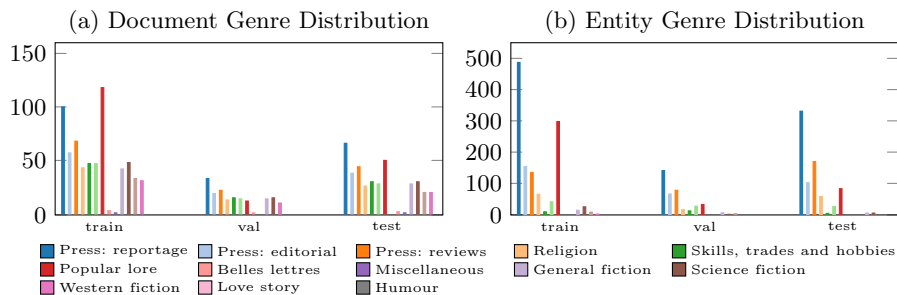 (a) Document Genre Distribution
(b) Entity Genre Distribution
150
100
50
0
train
val
test
500
400
300
200
100
0
train
val
test
Press: reportage
Press: editorial
Press: reviews
Religion
Skills, trades and hobbies
Popular lore
Belles lettres
Miscellaneous
General fiction
Science fiction
Western fiction
Love story
Humour